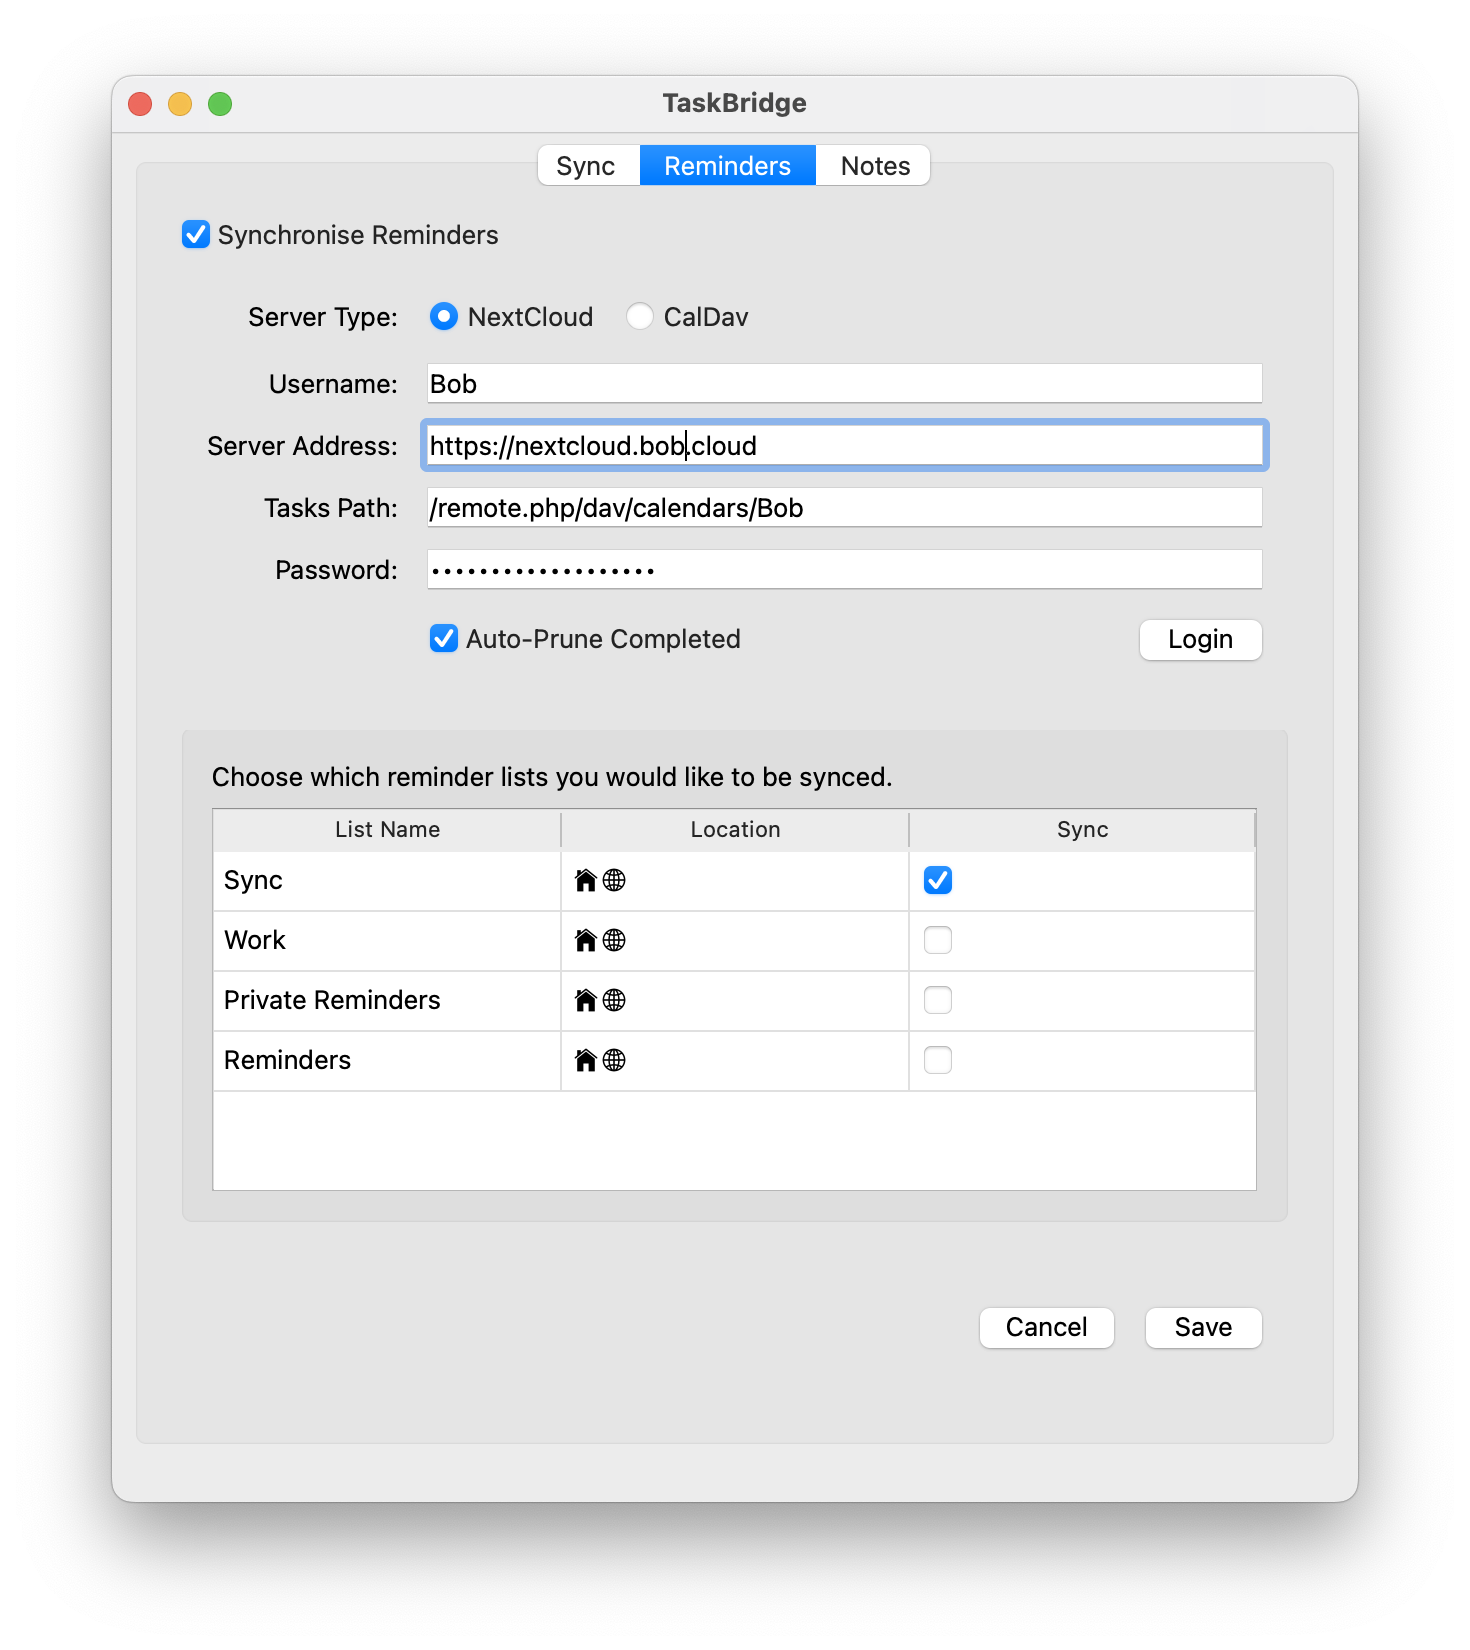 TaskBridge
Sync Reminders Notes
Synchronise Reminders
Server Type: NextCloud CalDav
Username: Bob
Server Address: https://nextcloud.bob.cloud
Tasks Path: /remote.php/dav/calendars/Bob
Password: •••••••••••••••••••
Auto-Prune Completed Login
Choose which reminder lists you would like to be synced.
List Name Location Sync
Sync
Work
Private Reminders
Reminders
Cancel Save